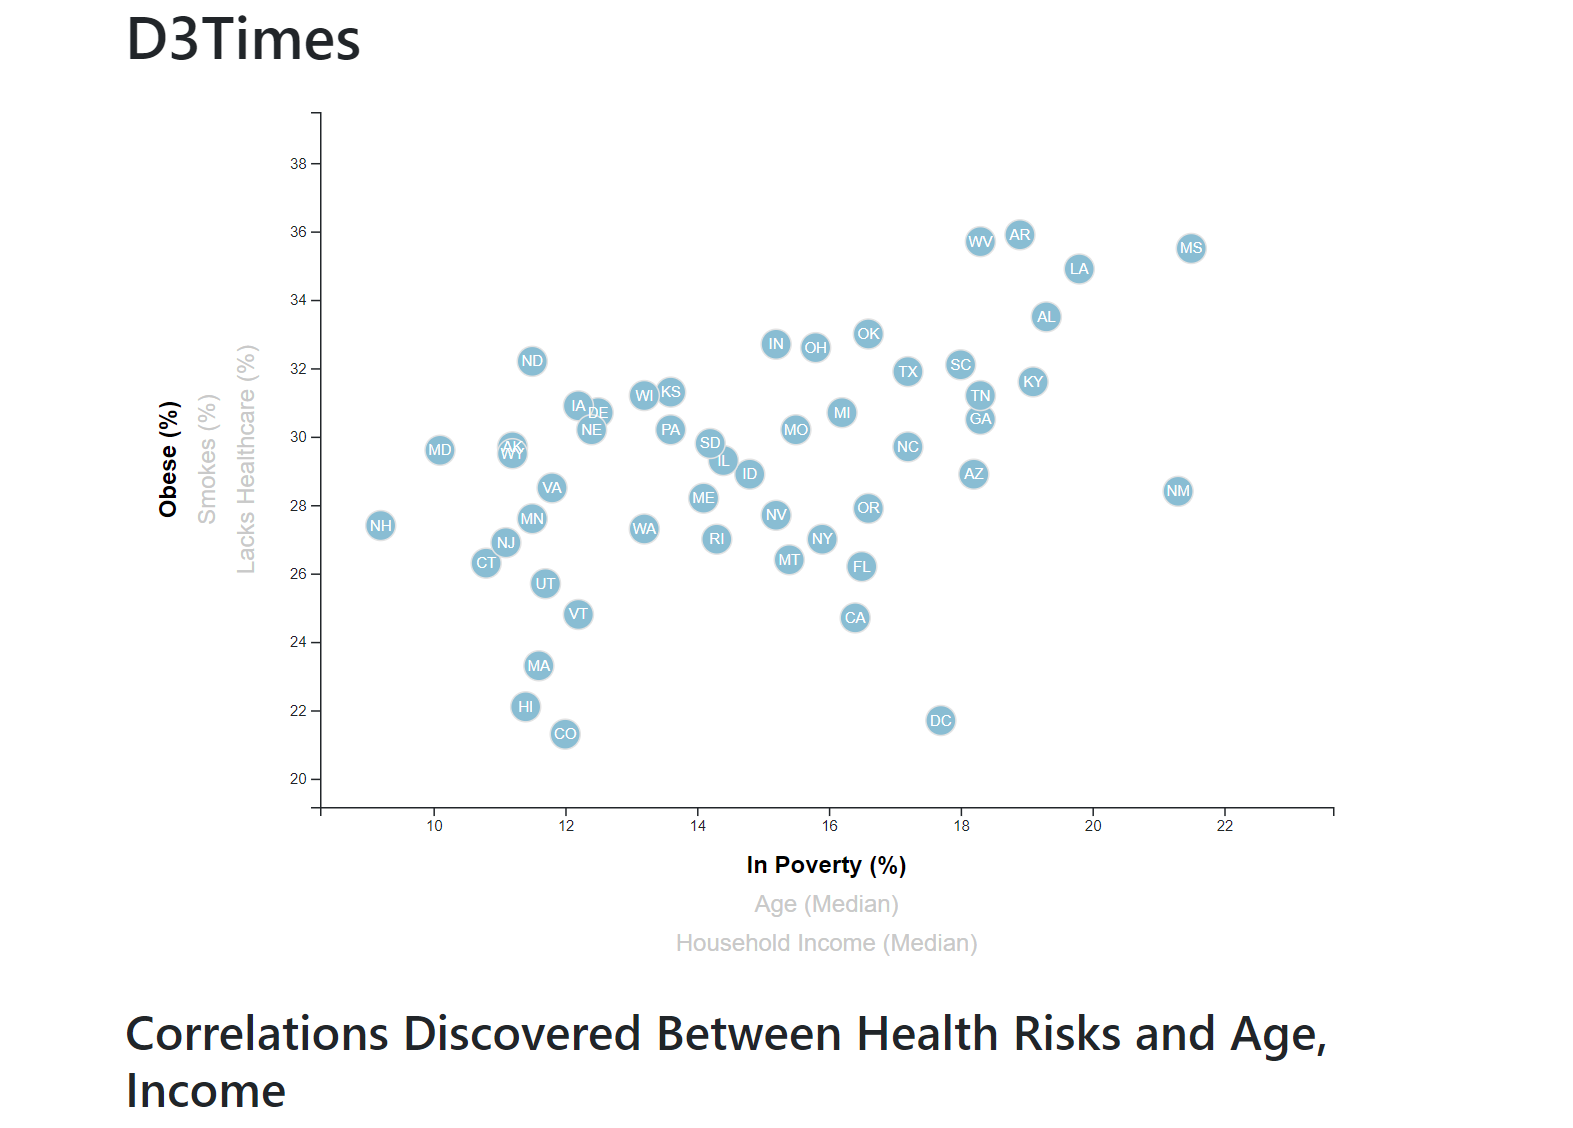 D3Times
38
36
34
32
30
28
26
24
22
20
Obese (%)
Smokes (%)
Lacks Healthcare (%)
WV
AR
MS
LA
AL
OK
IN
OH
ND
TX
SC
KY
WI
KS
TN
IA
DE
MI
GA
NE
PA
MO
SD
NC
MD
AK
WY
IL
ID
AZ
VA
NM
ME
OR
NV
MN
NH
WA
NJ
RI
NY
CT
MT
FL
UT
VT
CA
MA
HI
DC
CO
10
12
14
16
18
20
22
In Poverty (%)
Age (Median)
Household Income (Median)
Correlations Discovered Between Health Risks and Age,
Income